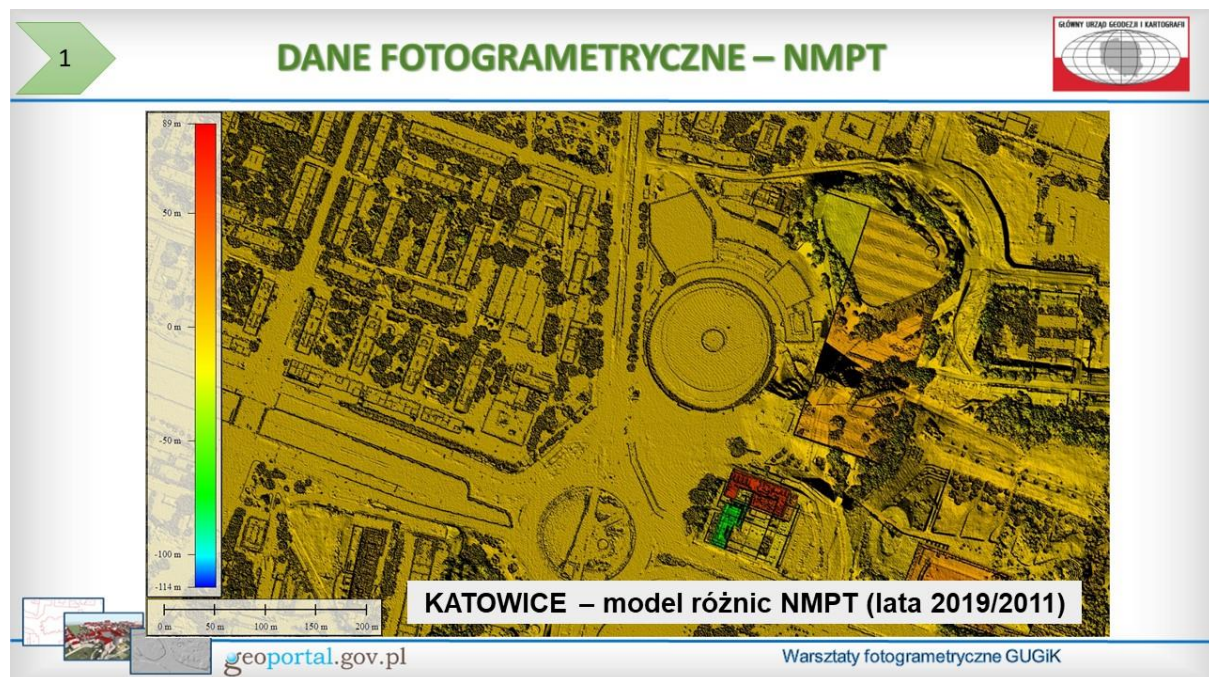 1
DANE FOTOGRAMETRYCZNE – NMPT
GŁÓWNY URZĄD GEODEZJI I KARTOGRAFII
89 m
50 m
0 m
-50 m
-100 m
-114 m
0 m 50 m 100 m 150 m 200 m
KATOWICE – model różnic NMPT (lata 2019/2011)
geoportal.gov.pl
Warsztaty fotogrametryczne GUGiK